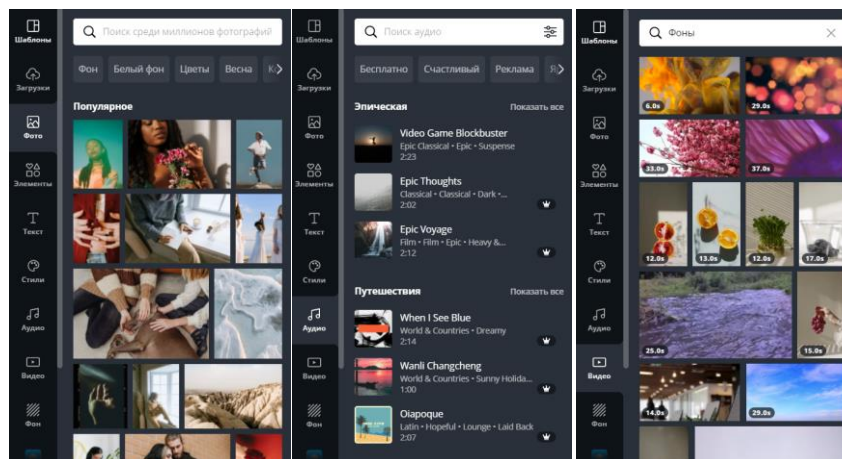 Шаблоны
Загрузки
Фото
Элементы
Текст
Стили
Аудио
Видео
Фон
Поиск среди миллионов фотографий
Фон Белый фон Цветы Весна
Популярное
Шаблоны
Загрузки
Фото
Элементы
Текст
Стили
Аудио
Видео
Фон
Поиск аудио
Бесплатно Счастливый Реклама
Эпическая Показать все
Video Game Blockbuster
Epic Classical • Epic • Suspense
2:23
Epic Thoughts
Classical • Classical • Dark •...
2:02
Epic Voyage
Film • Film • Epic • Heavy &...
2:12
Путешествия Показать все
When I See Blue
World & Countries • Dreamy
2:14
Wanli Changcheng
World & Countries • Sunny Holida...
1:00
Oiapoque
Latin • Hopeful • Lounge • Laid Back
2:07
Шаблоны
Загрузки
Фото
Элементы
Текст
Стили
Аудио
Видео
Фон
Фоны
6.0s 29.0s
33.0s 37.0s
12.0s 13.0s 12.0s 17.0s
25.0s 15.0s
14.0s 29.0s